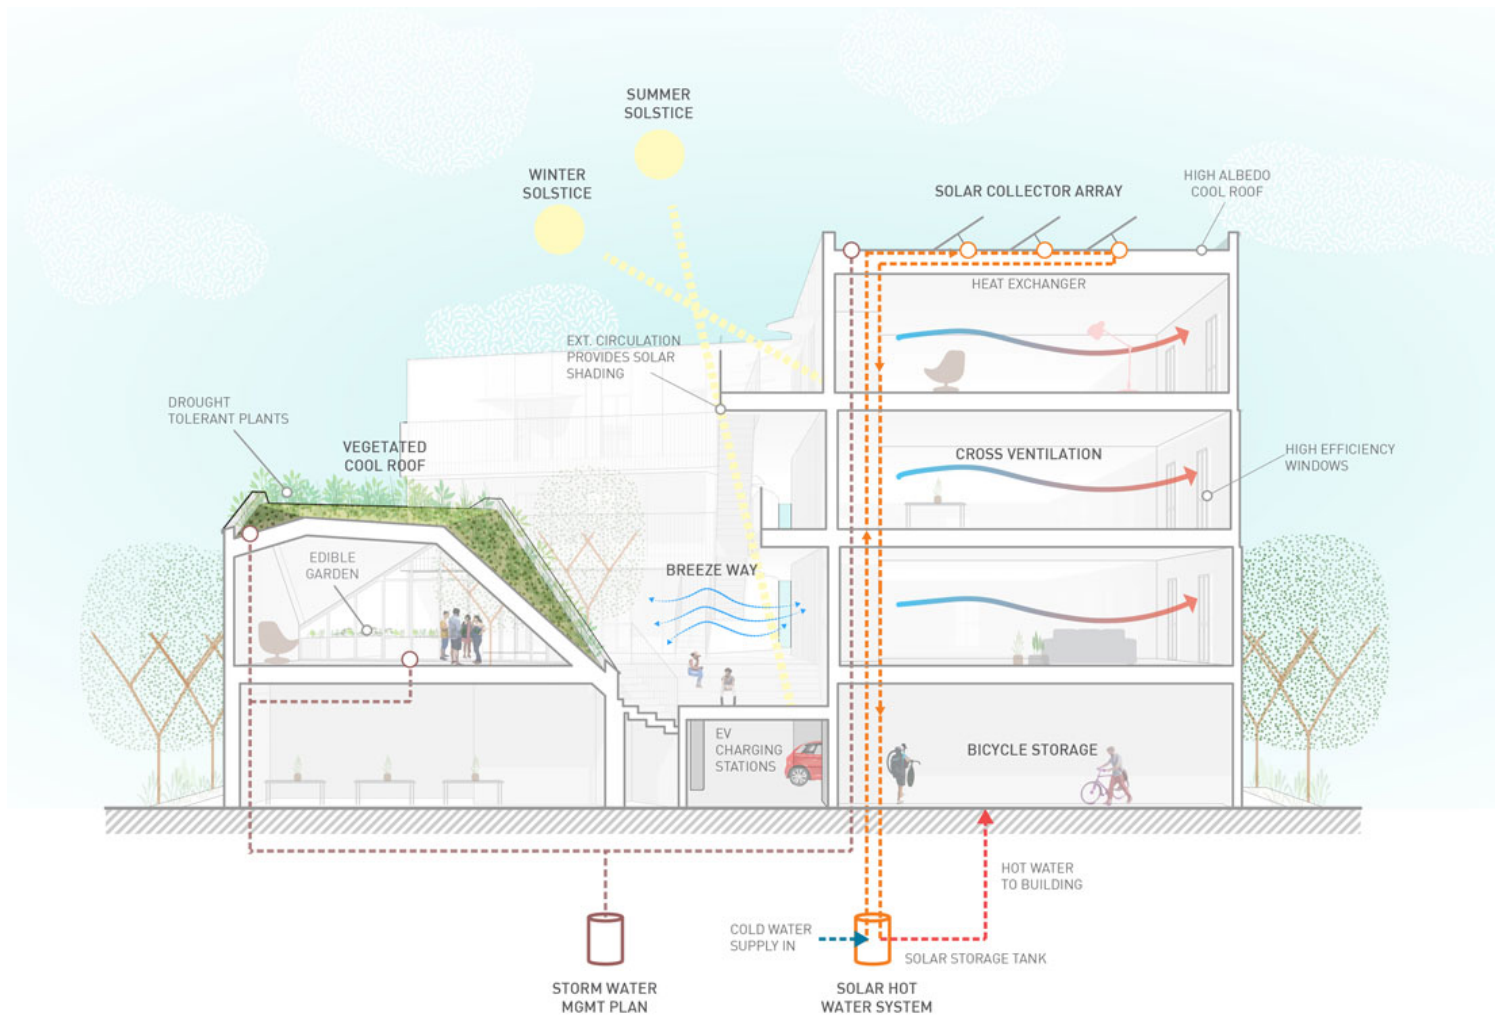 SUMMER
SOLSTICE
WINTER
SOLSTICE
SOLAR COLLECTOR ARRAY
HIGH ALBEDO
COOL ROOF
HEAT EXCHANGER
EXT. CIRCULATION
PROVIDES SOLAR
SHADING
DROUGHT
TOLERANT PLANTS
VEGETATED
COOL ROOF
CROSS VENTILATION
HIGH EFFICIENCY
WINDOWS
EDIBLE
GARDEN
BREEZE WAY
EV
CHARGING
STATIONS
BICYCLE STORAGE
HOT WATER
TO BUILDING
COLD WATER
SUPPLY IN
SOLAR STORAGE TANK
STORM WATER
MGMT PLAN
SOLAR HOT
WATER SYSTEM